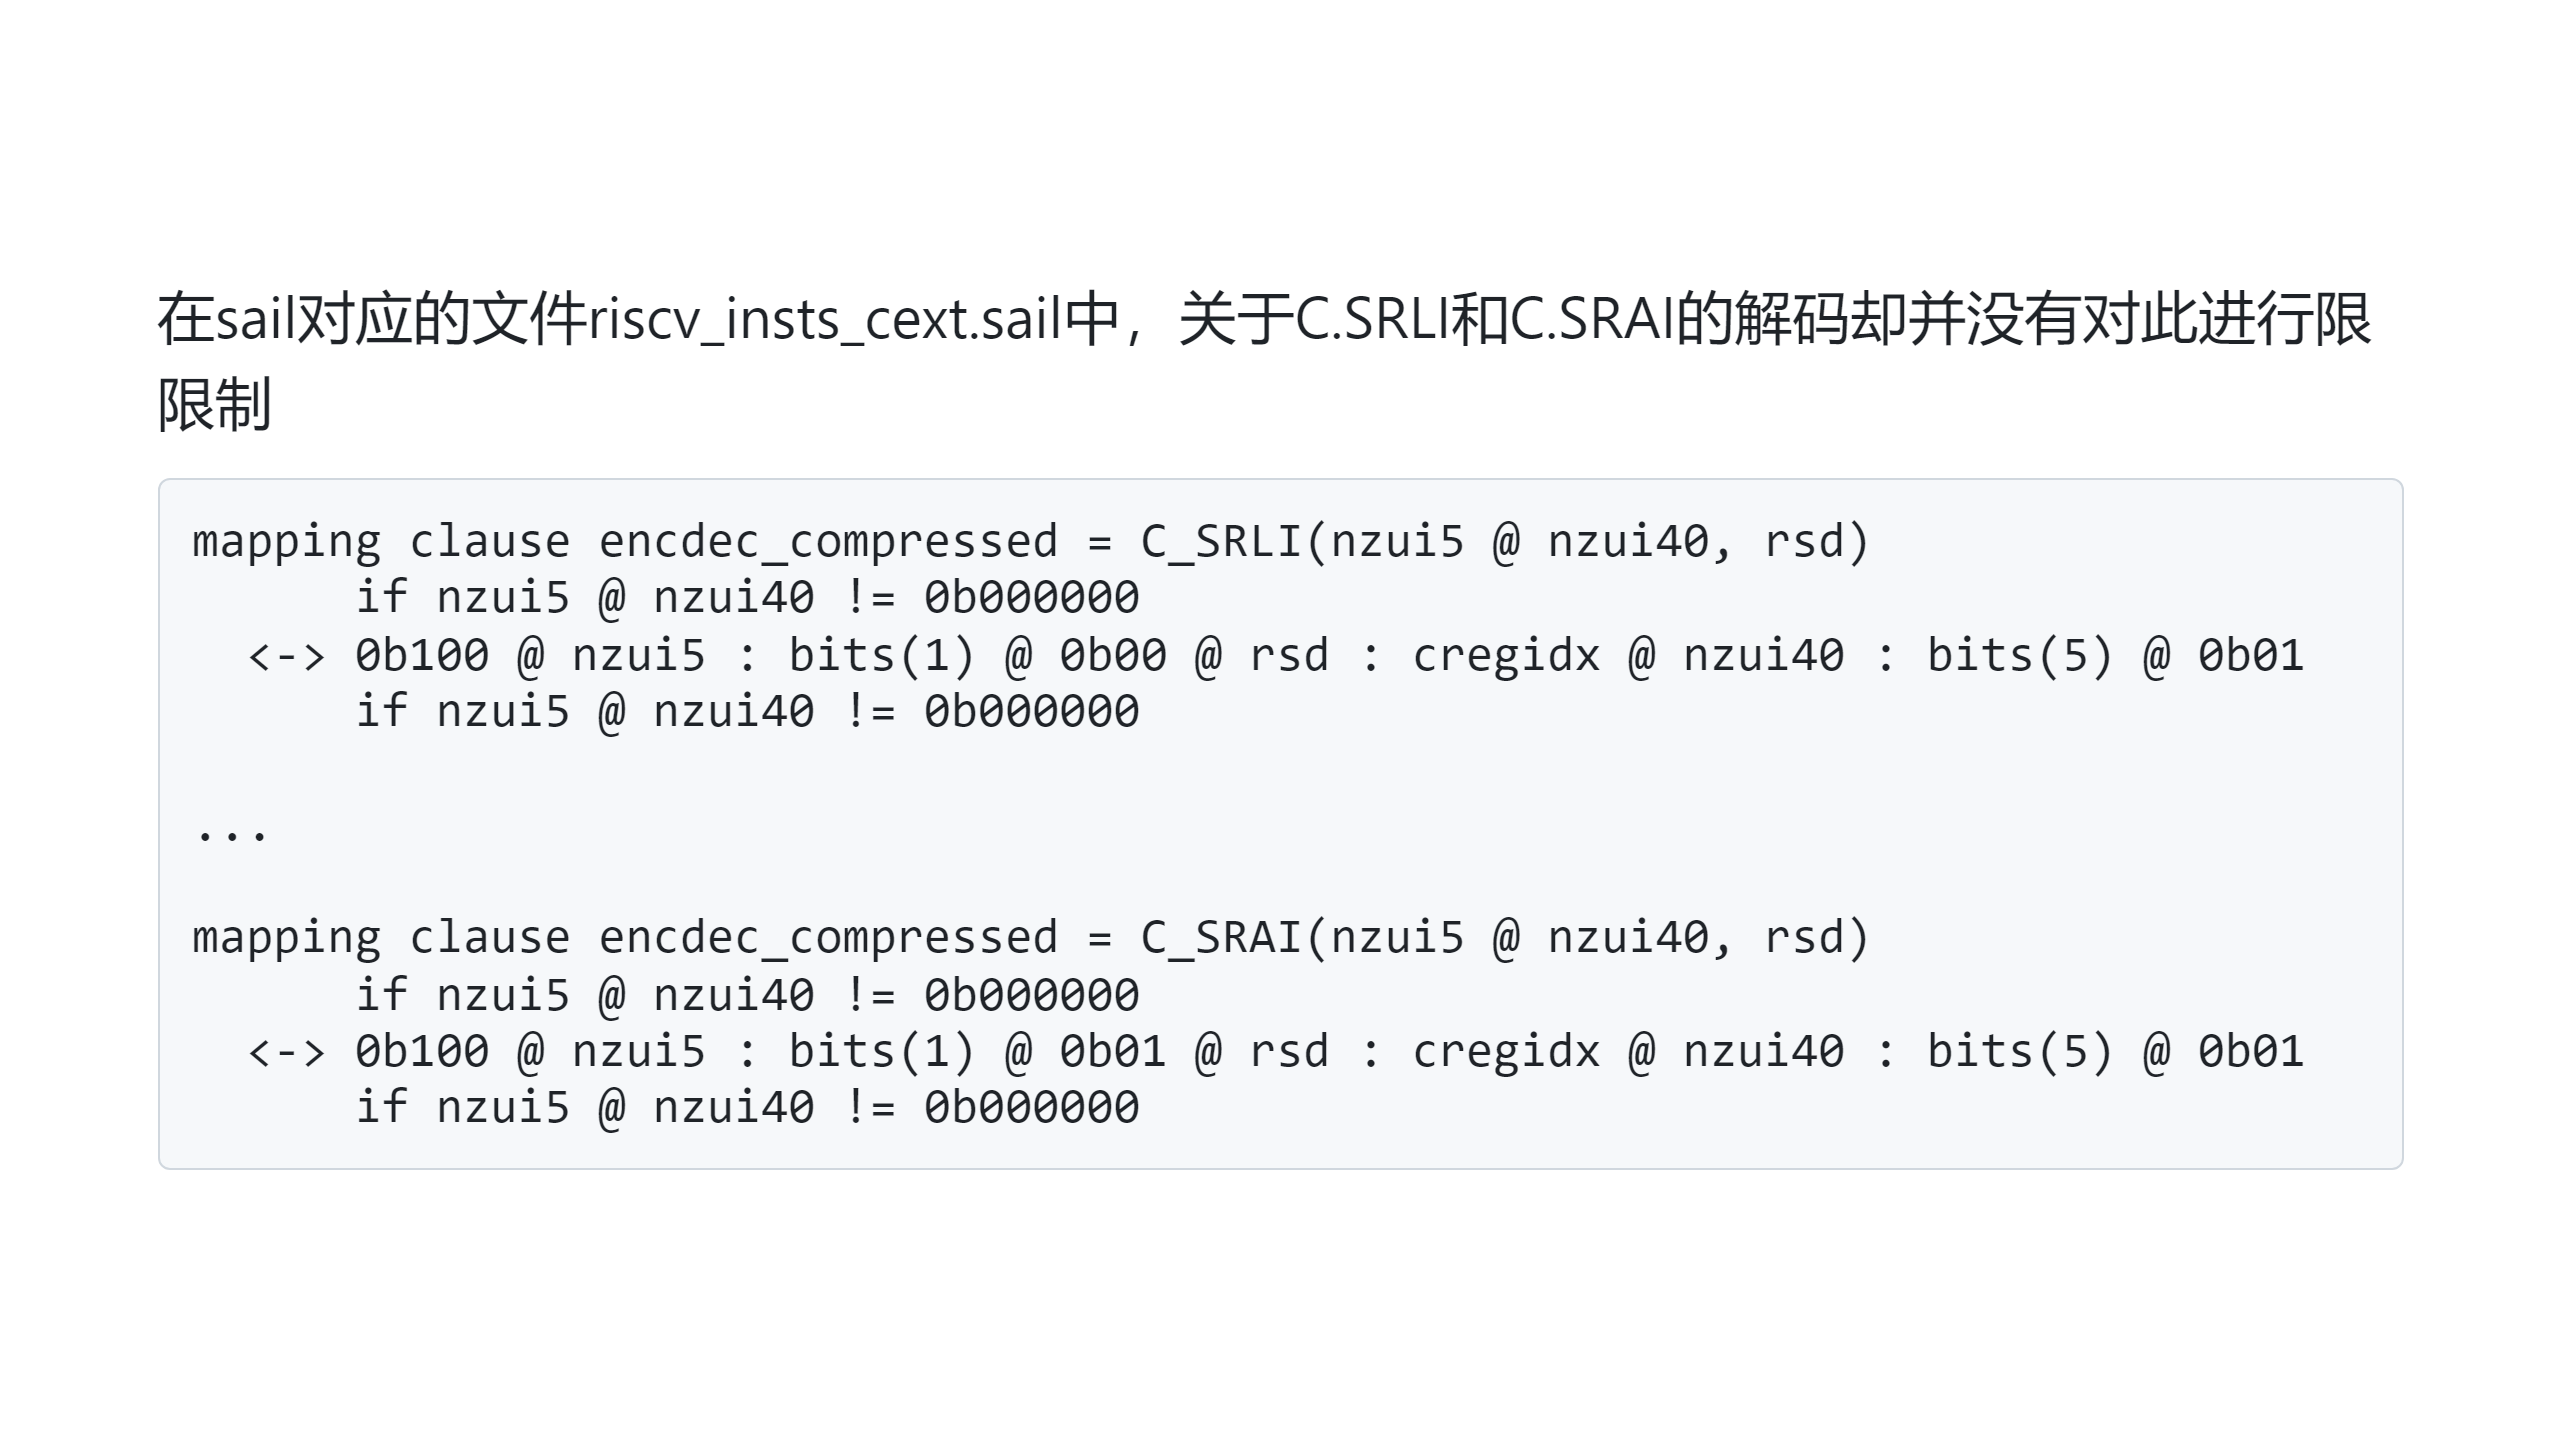 在sail对应的文件riscv_insts_cext.sail中，关于C.SRLI和C.SRAI的解码却并没有对此进行限
限制
mapping clause encdec_compressed = C_SRLI(nzui5 @ nzui40, rsd)
      if nzui5 @ nzui40 != 0b000000
  <-> 0b100 @ nzui5 : bits(1) @ 0b00 @ rsd : cregidx @ nzui40 : bits(5) @ 0b01
      if nzui5 @ nzui40 != 0b000000
...
mapping clause encdec_compressed = C_SRAI(nzui5 @ nzui40, rsd)
      if nzui5 @ nzui40 != 0b000000
  <-> 0b100 @ nzui5 : bits(1) @ 0b01 @ rsd : cregidx @ nzui40 : bits(5) @ 0b01
      if nzui5 @ nzui40 != 0b000000